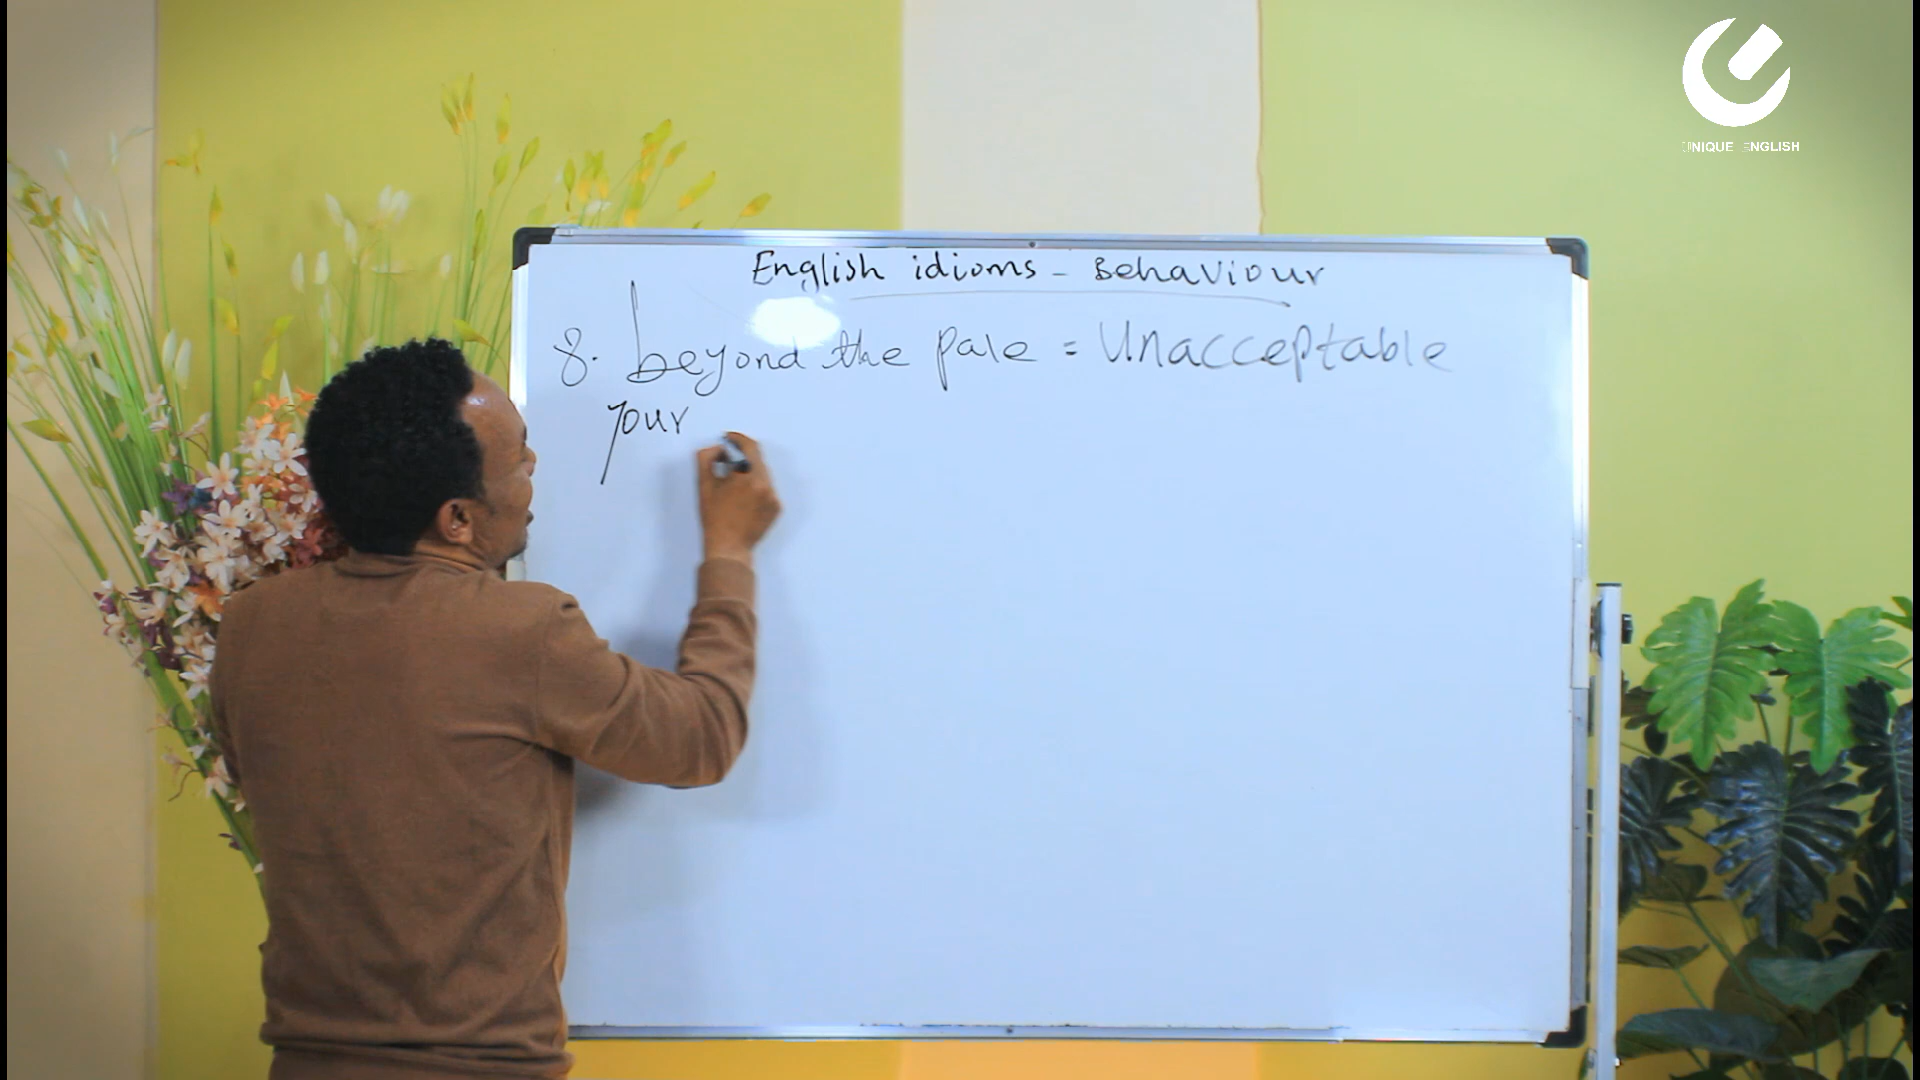 UNIQUE ENGLISH
English idioms - Behaviour
8. beyond the pale = Unacceptable
your